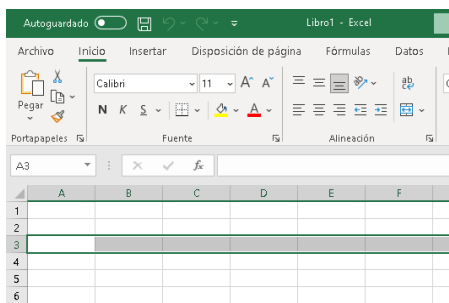 Autoguardado Libro1 - Excel
Archivo Inicio Insertar Disposición de página Fórmulas Datos
Pegar Calibri 11 A^ A˅ ab
N K S A
Portapapeles Fuente Alineación
A3 fx
A B C D E F
1
2
3
4
5
6